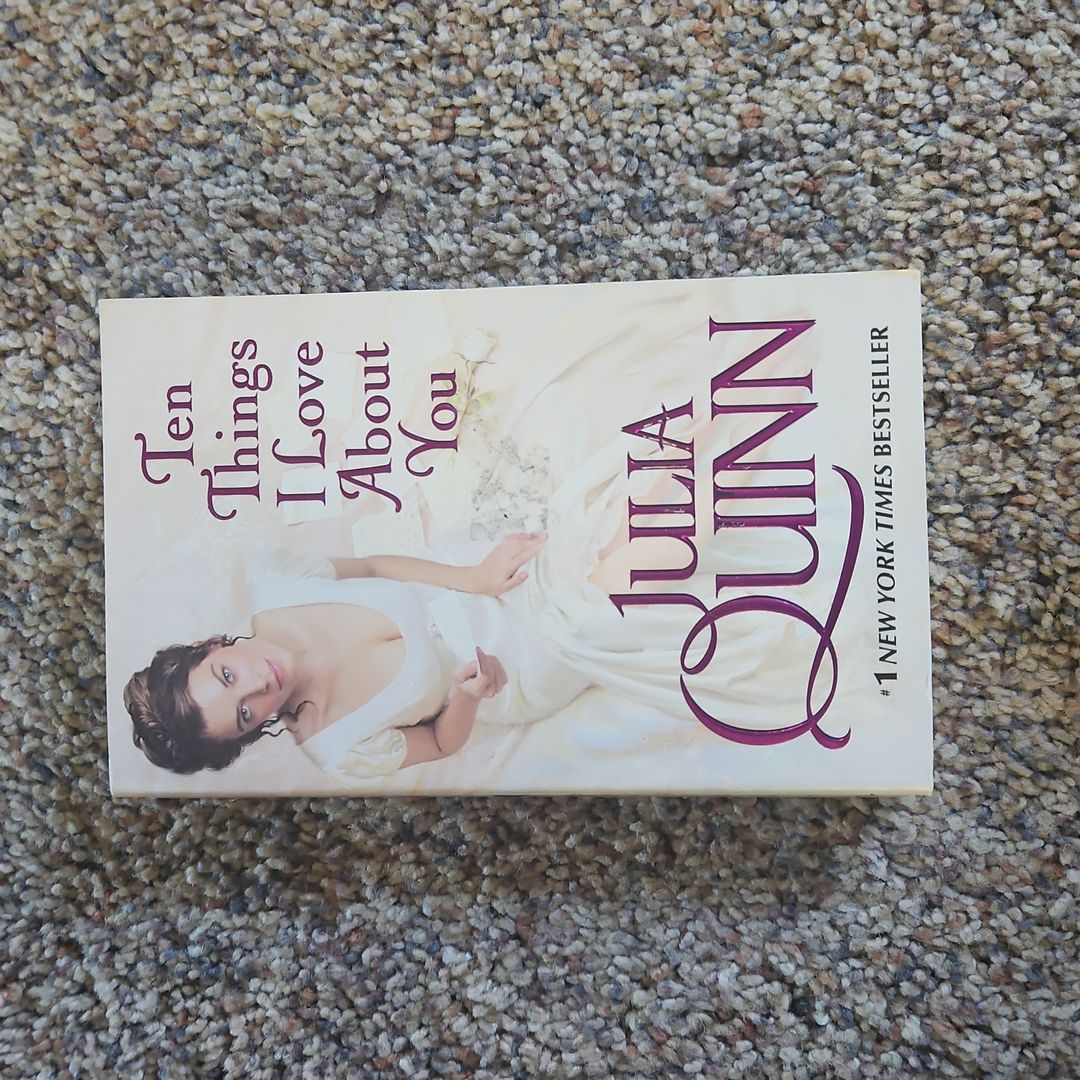 Ten
Things
I Love
About
You
JULIA
QUINN
#1 NEW YORK TIMES BESTSELLER